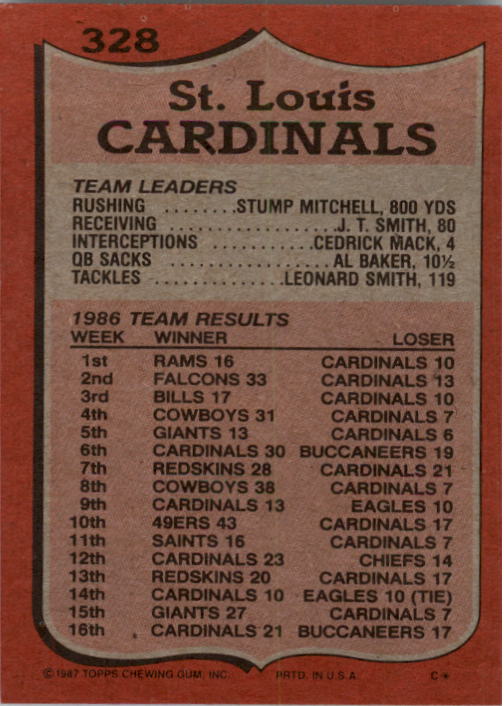 328
St. Louis
CARDINALS
TEAM LEADERS
RUSHING ........STUMP MITCHELL, 800 YDS
RECEIVING ..................J. T. SMITH, 80
INTERCEPTIONS ...........CEDRICK MACK, 4
QB SACKS .................AL BAKER, 10½
TACKLES ..............LEONARD SMITH, 119
1986 TEAM RESULTS
WEEK WINNER LOSER
1st RAMS 16 CARDINALS 10
2nd FALCONS 33 CARDINALS 13
3rd BILLS 17 CARDINALS 10
4th COWBOYS 31 CARDINALS 7
5th GIANTS 13 CARDINALS 6
6th CARDINALS 30 BUCCANEERS 19
7th REDSKINS 28 CARDINALS 21
8th COWBOYS 38 CARDINALS 7
9th CARDINALS 13 EAGLES 10
10th 49ERS 43 CARDINALS 17
11th SAINTS 16 CARDINALS 7
12th CARDINALS 23 CHIEFS 14
13th REDSKINS 20 CARDINALS 17
14th CARDINALS 10 EAGLES 10 (TIE)
15th GIANTS 27 CARDINALS 7
16th CARDINALS 21 BUCCANEERS 17
© 1987 TOPPS CHEWING GUM, INC. PRTD. IN U.S.A. C*